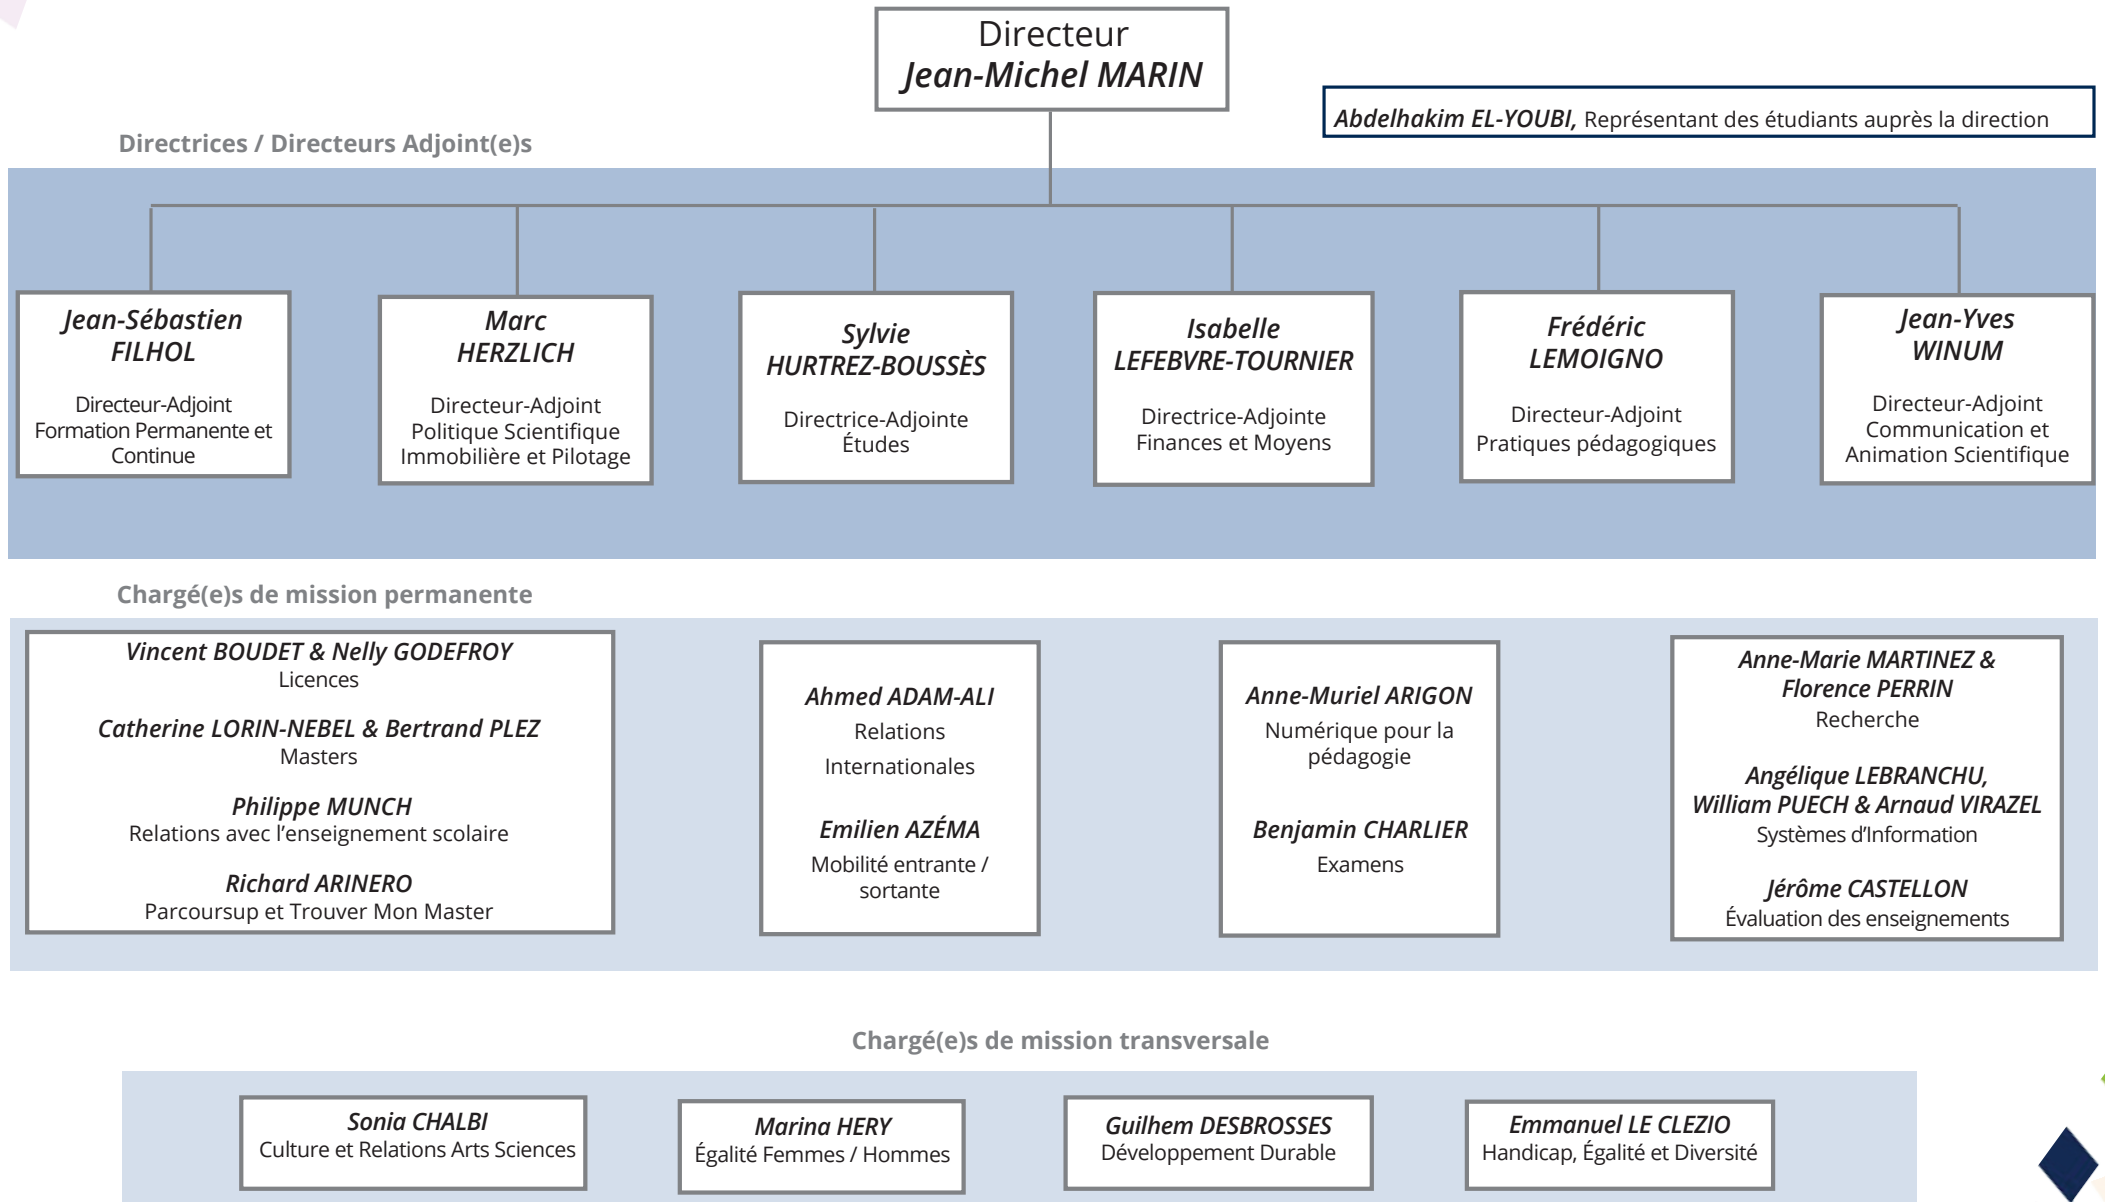 Directeur
Jean-Michel MARIN
Abdelhakim EL-YOUBI, Représentant des étudiants auprès la direction
Directrices / Directeurs Adjoint(e)s
Jean-Sébastien
FILHOL
Directeur-Adjoint
Formation Permanente et
Continue
Marc
HERZLICH
Directeur-Adjoint
Politique Scientifique
Immobilière et Pilotage
Sylvie
HURTREZ-BOUSSÈS
Directrice-Adjointe
Études
Isabelle
LEFEBVRE-TOURNIER
Directrice-Adjointe
Finances et Moyens
Frédéric
LEMOIGNO
Directeur-Adjoint
Pratiques pédagogiques
Jean-Yves
WINUM
Directeur-Adjoint
Communication et
Animation Scientifique
Chargé(e)s de mission permanente
Vincent BOUDET & Nelly GODEFROY
Licences
Catherine LORIN-NEBEL & Bertrand PLEZ
Masters
Philippe MUNCH
Relations avec l’enseignement scolaire
Richard ARINERO
Parcoursup et Trouver Mon Master
Ahmed ADAM-ALI
Relations
Internationales
Emilien AZÉMA
Mobilité entrante /
sortante
Anne-Muriel ARIGON
Numérique pour la
pédagogie
Benjamin CHARLIER
Examens
Anne-Marie MARTINEZ &
Florence PERRIN
Recherche
Angélique LEBRANCHU,
William PUECH & Arnaud VIRAZEL
Systèmes d’Information
Jérôme CASTELLON
Évaluation des enseignements
Chargé(e)s de mission transversale
Sonia CHALBI
Culture et Relations Arts Sciences
Marina HERY
Égalité Femmes / Hommes
Guilhem DESBROSSES
Développement Durable
Emmanuel LE CLEZIO
Handicap, Égalité et Diversité